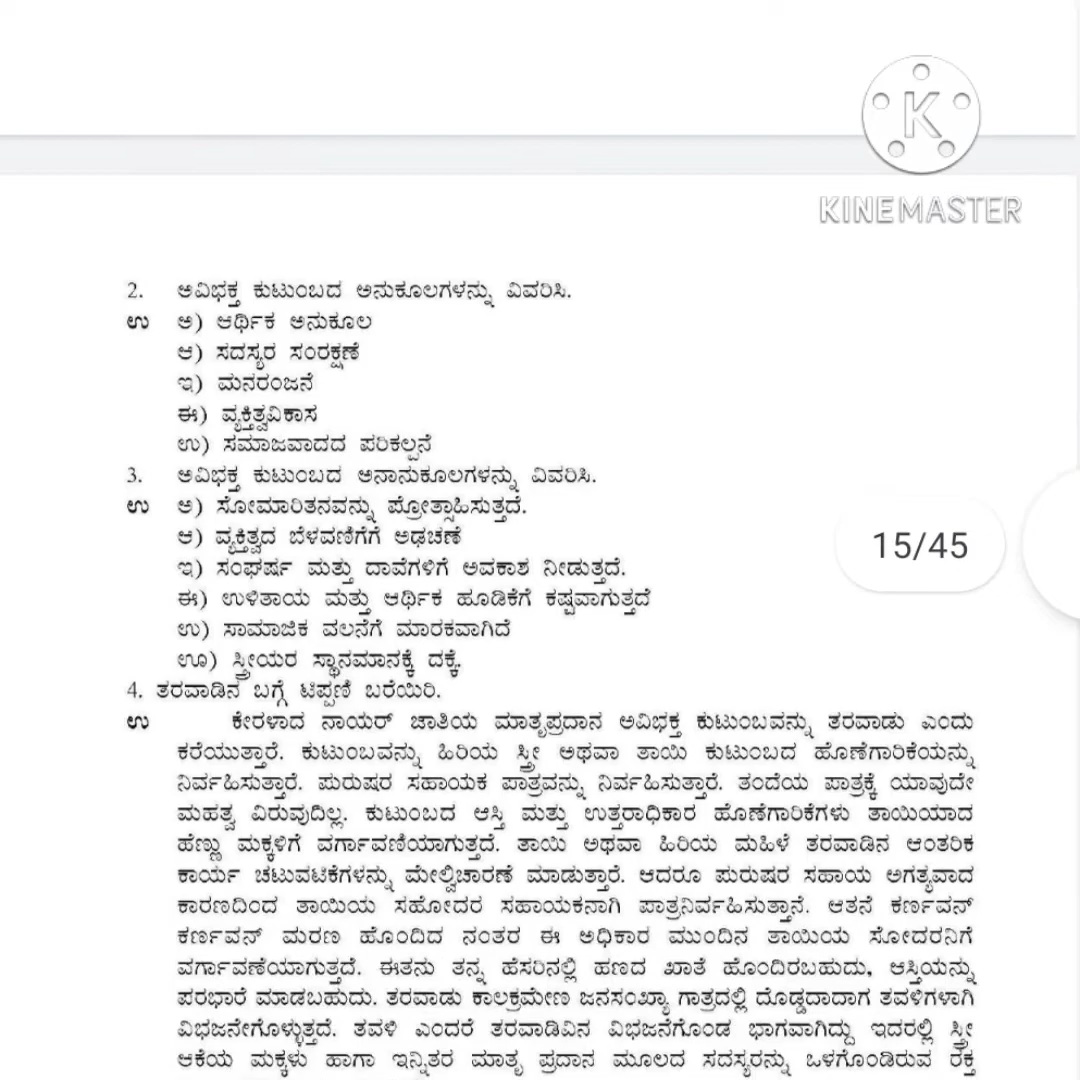 K
KINEMASTER
2. ಅವಿಭಕ್ತ ಕುಟುಂಬದ ಅನುಕೂಲಗಳನ್ನು ವಿವರಿಸಿ.
ಉ ಅ) ಆರ್ಥಿಕ ಅನುಕೂಲ
ಆ) ಸದಸ್ಯರ ಸಂರಕ್ಷಣೆ
ಇ) ಮನರಂಜನೆ
ಈ) ವ್ಯಕ್ತಿತ್ವವಿಕಾಸ
ಉ) ಸಮಾಜವಾದದ ಪರಿಕಲ್ಪನೆ
3. ಅವಿಭಕ್ತ ಕುಟುಂಬದ ಅನಾನುಕೂಲಗಳನ್ನು ವಿವರಿಸಿ.
ಉ ಅ) ಸೋಮಾರಿತನವನ್ನು ಪ್ರೋತ್ಸಾಹಿಸುತ್ತದೆ.
ಆ) ವ್ಯಕ್ತಿತ್ವದ ಬೆಳವಣಿಗೆಗೆ ಅಢಚಣೆ
15/45
ಇ) ಸಂಘರ್ಷ ಮತ್ತು ದಾವೆಗಳಿಗೆ ಅವಕಾಶ ನೀಡುತ್ತದೆ.
ಈ) ಉಳಿತಾಯ ಮತ್ತು ಆರ್ಥಿಕ ಹೂಡಿಕೆಗೆ ಕಷ್ಟವಾಗುತ್ತದೆ
ಉ) ಸಾಮಾಜಿಕ ವಲನೆಗೆ ಮಾರಕವಾಗಿದೆ
ಊ) ಸ್ತ್ರೀಯರ ಸ್ಥಾನಮಾನಕ್ಕೆ ದಕ್ಕೆ.
4. ತರವಾಡಿನ ಬಗ್ಗೆ ಟಿಪ್ಪಣಿ ಬರೆಯಿರಿ.
ಉ ಕೇರಳಾದ ನಾಯರ್ ಜಾತಿಯ ಮಾತೃಪ್ರದಾನ ಅವಿಭಕ್ತ ಕುಟುಂಬವನ್ನು ತರವಾಡು ಎಂದು
ಕರೆಯುತ್ತಾರೆ. ಕುಟುಂಬವನ್ನು ಹಿರಿಯ ಸ್ತ್ರೀ ಅಥವಾ ತಾಯಿ ಕುಟುಂಬದ ಹೊಣೆಗಾರಿಕೆಯನ್ನು
ನಿರ್ವಹಿಸುತ್ತಾರೆ. ಪುರುಷರ ಸಹಾಯಕ ಪಾತ್ರವನ್ನು ನಿರ್ವಹಿಸುತ್ತಾರೆ. ತಂದೆಯ ಪಾತ್ರಕ್ಕೆ ಯಾವುದೇ
ಮಹತ್ವ ವಿರುವುದಿಲ್ಲ. ಕುಟುಂಬದ ಆಸ್ತಿ ಮತ್ತು ಉತ್ತರಾಧಿಕಾರ ಹೊಣೆಗಾರಿಕೆಗಳು ತಾಯಿಯಾದ
ಹೆಣ್ಣು ಮಕ್ಕಳಿಗೆ ವರ್ಗಾವಣಿಯಾಗುತ್ತದೆ. ತಾಯಿ ಅಥವಾ ಹಿರಿಯ ಮಹಿಳೆ ತರವಾಡಿನ ಆಂತರಿಕ
ಕಾರ್ಯ ಚಟುವಟಿಕೆಗಳನ್ನು ಮೇಲ್ವಿಚಾರಣೆ ಮಾಡುತ್ತಾರೆ. ಆದರೂ ಪುರುಷರ ಸಹಾಯ ಅಗತ್ಯವಾದ
ಕಾರಣದಿಂದ ತಾಯಿಯ ಸಹೋದರ ಸಹಾಯಕನಾಗಿ ಪಾತ್ರನಿರ್ವಹಿಸುತ್ತಾನೆ. ಆತನೆ ಕರ್ಣವನ್
ಕರ್ಣವನ್ ಮರಣ ಹೊಂದಿದ ನಂತರ ಈ ಅಧಿಕಾರ ಮುಂದಿನ ತಾಯಿಯ ಸೋದರನಿಗೆ
ವರ್ಗಾವಣೆಯಾಗುತ್ತದೆ. ಈತನು ತನ್ನ ಹೆಸರಿನಲ್ಲಿ ಹಣದ ಖಾತೆ ಹೊಂದಿರಬಹುದು, ಆಸ್ತಿಯನ್ನು
ಪರಭಾರೆ ಮಾಡಬಹುದು. ತರವಾಡು ಕಾಲಕ್ರಮೇಣ ಜನಸಂಖ್ಯಾ ಗಾತ್ರದಲ್ಲಿ ದೊಡ್ಡದಾದಾಗ ತವಳಿಗಳಾಗಿ
ವಿಭಜನೇಗೊಳ್ಳುತ್ತದೆ. ತವಳಿ ಎಂದರೆ ತರವಾಡಿವಿನ ವಿಭಜನೆಗೊಂಡ ಭಾಗವಾಗಿದ್ದು ಇದರಲ್ಲಿ ಸ್ತ್ರೀ
ಆಕೆಯ ಮಕ್ಕಳು ಹಾಗಾ ಇನ್ನಿತರ ಮಾತೃ ಪ್ರದಾನ ಮೂಲದ ಸದಸ್ಯರನ್ನು ಒಳಗೊಂಡಿರುವ ರಕ್ತ